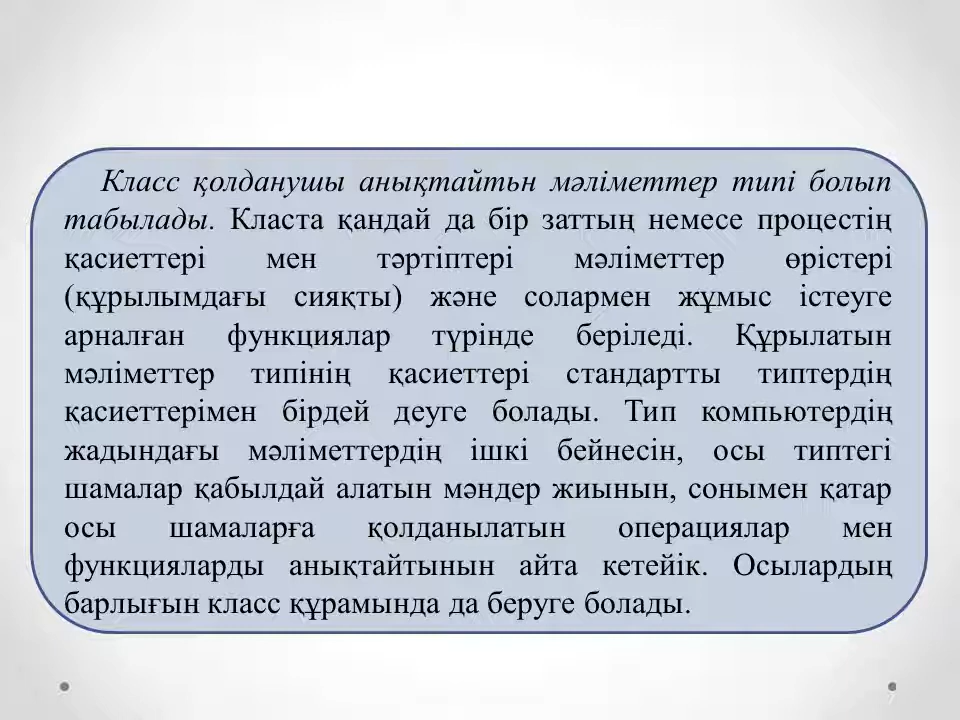 Класс қолданушы анықтайтьн мәліметтер типі болып
табылады. Класта қандай да бір заттың немесе процестің
қасиеттері мен тәртіптері мәліметтер өрістері
(құрылымдағы сияқты) және солармен жұмыс істеуге
арналған функциялар түрінде беріледі. Құрылатын
мәліметтер типінің қасиеттері стандартты типтердің
қасиеттерімен бірдей деуге болады. Тип компьютердің
жадындағы мәліметтердің ішкі бейнесін, осы типтегі
шамалар қабылдай алатын мәндер жиынын, сонымен қатар
осы шамаларға қолданылатын операциялар мен
функцияларды анықтайтынын айта кетейік. Осылардың
барлығын класс құрамында да беруге болады.